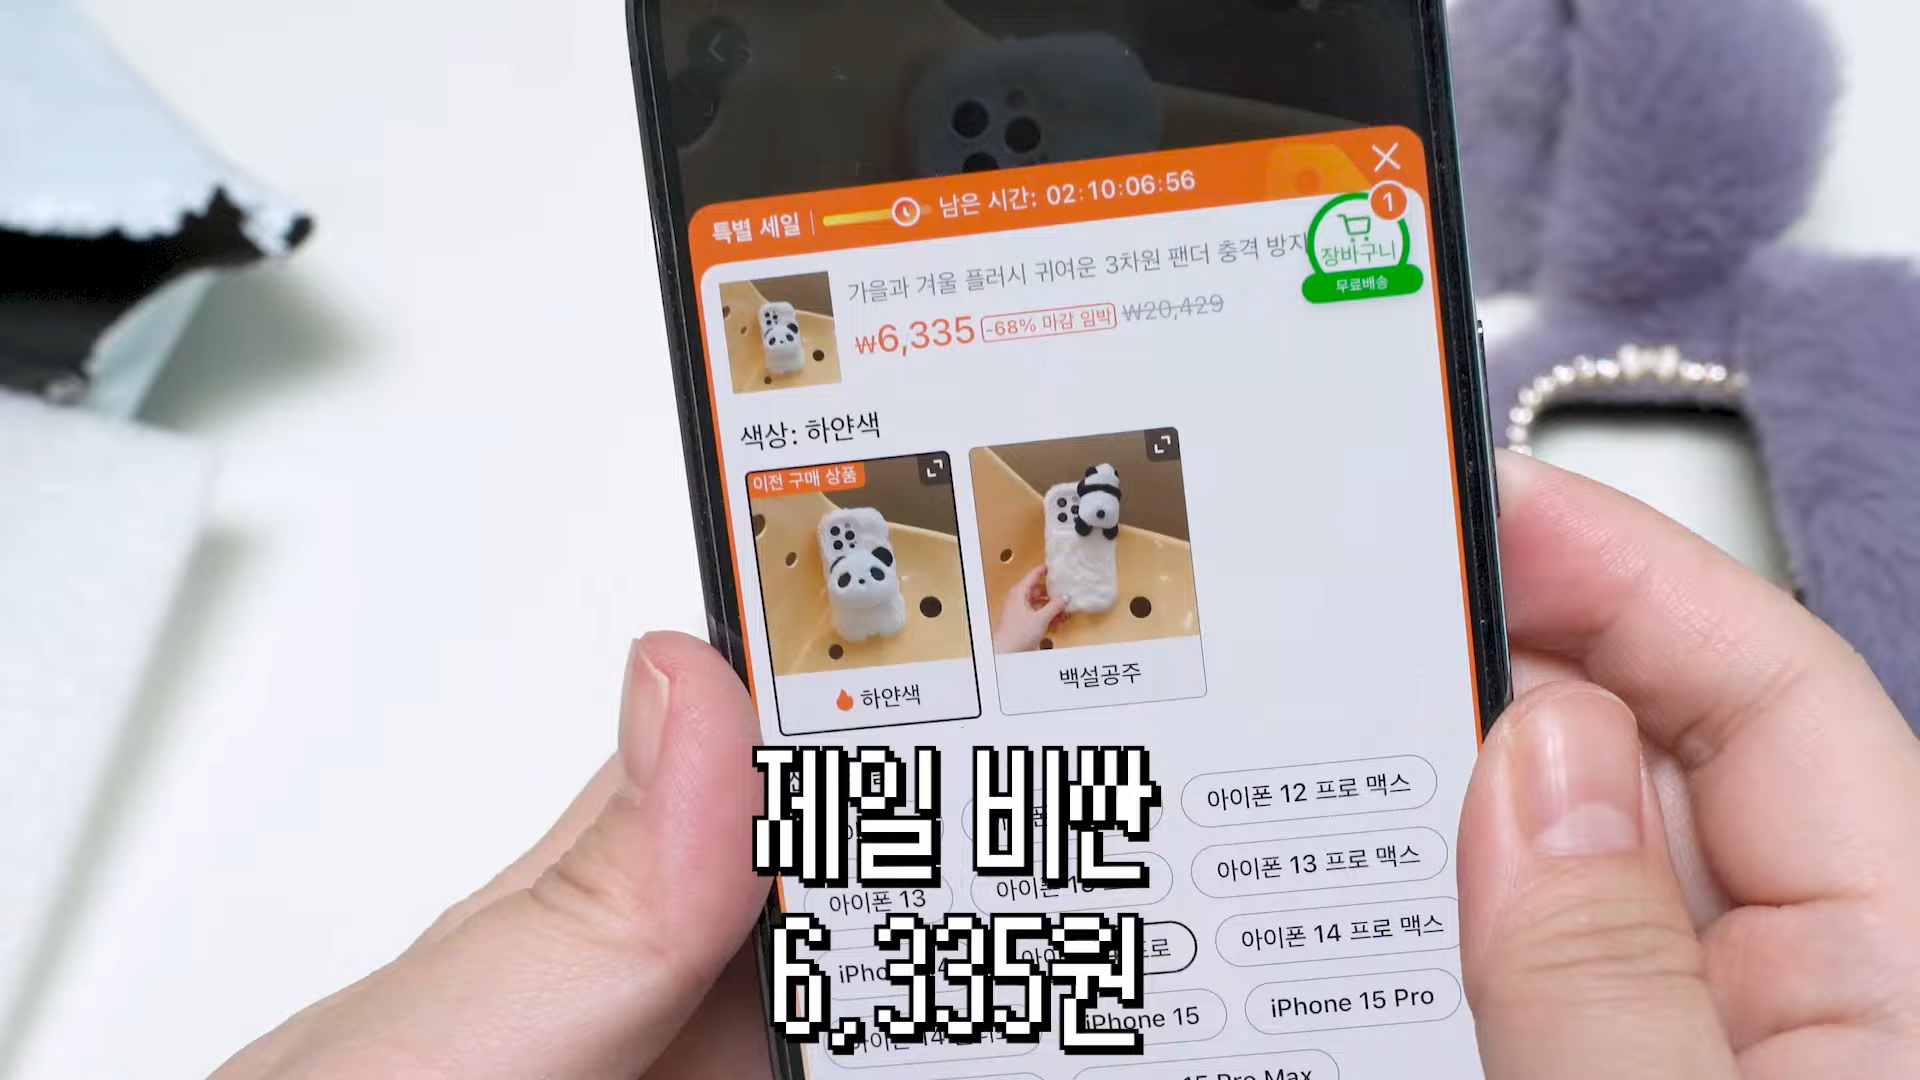 특별 세일
남은 시간: 02:10:06:56
1
장바구니
무료배송
가을과 겨울 플러시 귀여운 3차원 팬더 충격 방지
₩6,335 -68% 마감 임박 ₩20,429
색상: 하얀색
이전 구매 상품
하얀색
백설공주
아이폰 12 프로 맥스
아이폰 13 프로 맥스
아이폰 13
아이폰 14 프로 맥스
iPhone 15
iPhone 15 Pro
15 Pro Max
제일 비싼
6,335원